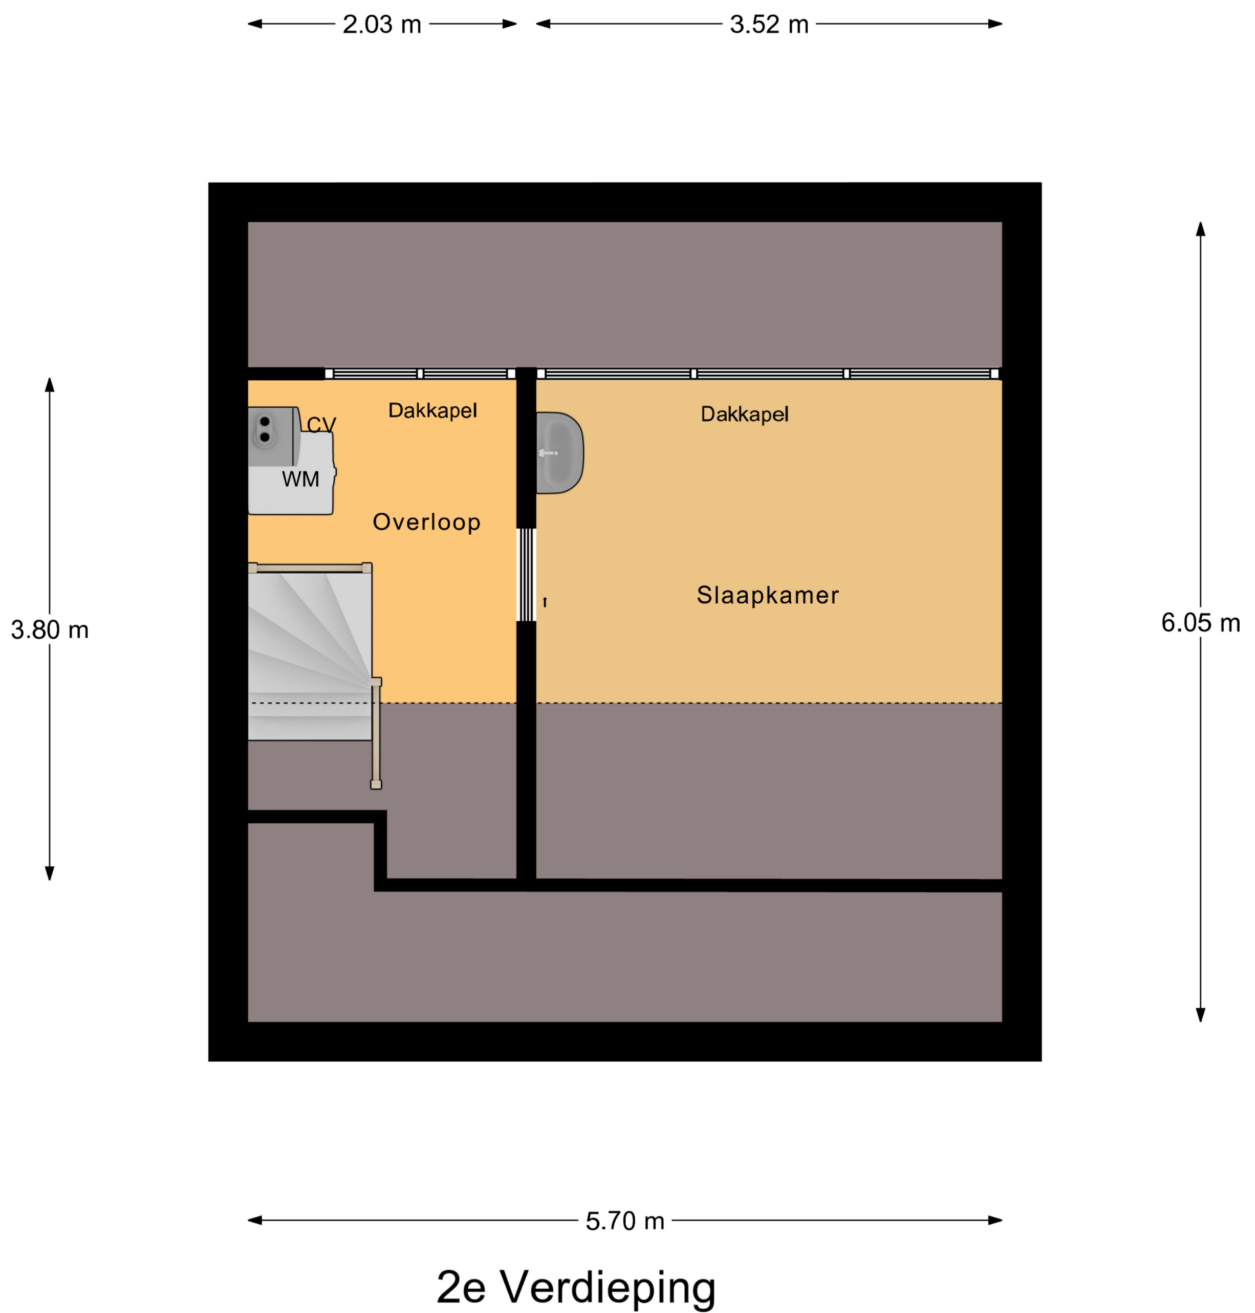 2.03 m
3.52 m
Dakkapel
Dakkapel
CV
WM
Overloop
Slaapkamer
3.80 m
6.05 m
5.70 m
2e Verdieping